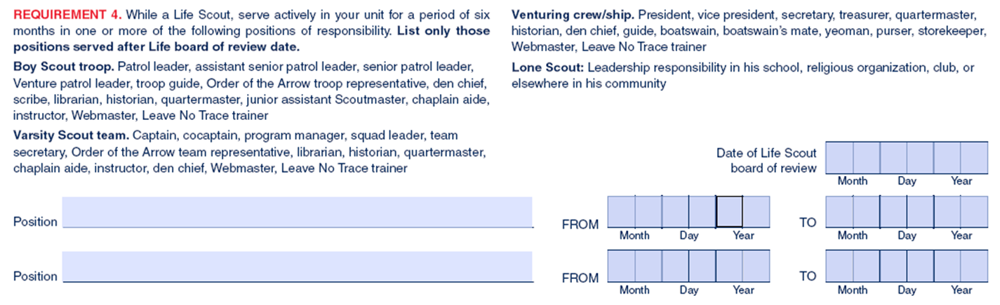 REQUIREMENT 4. While a Life Scout, serve actively in your unit for a period of six
months in one or more of the following positions of responsibility. List only those
positions served after Life board of review date.
Boy Scout troop. Patrol leader, assistant senior patrol leader, senior patrol leader,
Venture patrol leader, troop guide, Order of the Arrow troop representative, den chief,
scribe, librarian, historian, quartermaster, junior assistant Scoutmaster, chaplain aide,
instructor, Webmaster, Leave No Trace trainer
Varsity Scout team. Captain, cocaptain, program manager, squad leader, team
secretary, Order of the Arrow team representative, librarian, historian, quartermaster,
chaplain aide, instructor, den chief, Webmaster, Leave No Trace trainer
Venturing crew/ship. President, vice president, secretary, treasurer, quartermaster,
historian, den chief, guide, boatswain, boatswain's mate, yeoman, purser, storekeeper,
Webmaster, Leave No Trace trainer
Lone Scout: Leadership responsibility in his school, religious organization, club, or
elsewhere in his community
Date of Life Scout
board of review
Month Day Year
Position FROM TO
Month Day Year Month Day Year
Position FROM TO
Month Day Year Month Day Year